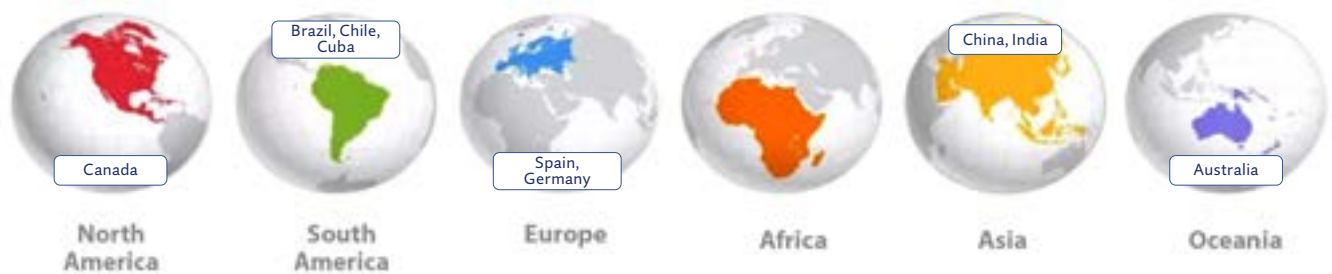 Canada
North
America
Brazil, Chile,
Cuba
South
America
Spain,
Germany
Europe
Africa
China, India
Asia
Australia
Oceania